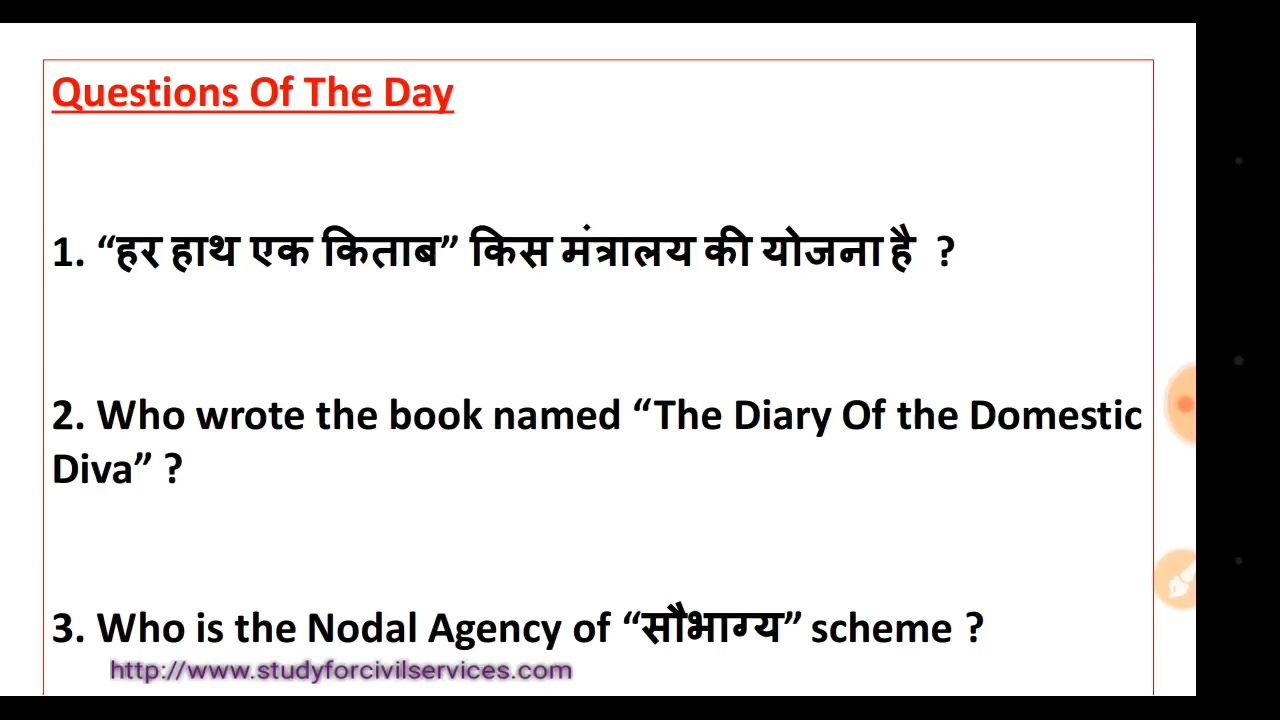 Questions Of The Day
1. “हर हाथ एक किताब” किस मंत्रालय की योजना है ?
2. Who wrote the book named “The Diary Of the Domestic
Diva” ?
3. Who is the Nodal Agency of “सौभाग्य” scheme ?
http://www.studyforcivilservices.com